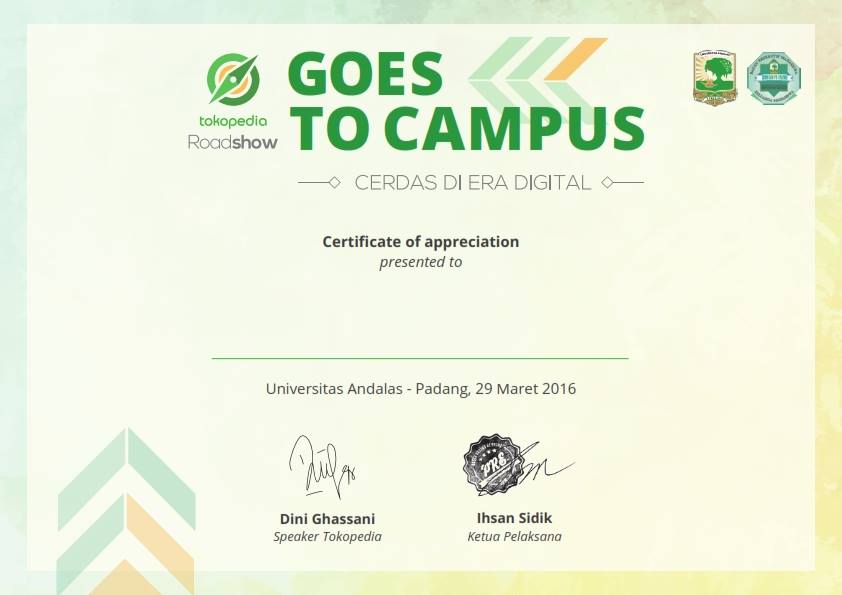 tokopedia
Roadshow
GOES
TO CAMPUS
CERDAS DI ERA DIGITAL
Certificate of appreciation
presented to
Universitas Andalas - Padang, 29 Maret 2016
PRE
Dini Ghassani
Speaker Tokopedia
Ihsan Sidik
Ketua Pelaksana